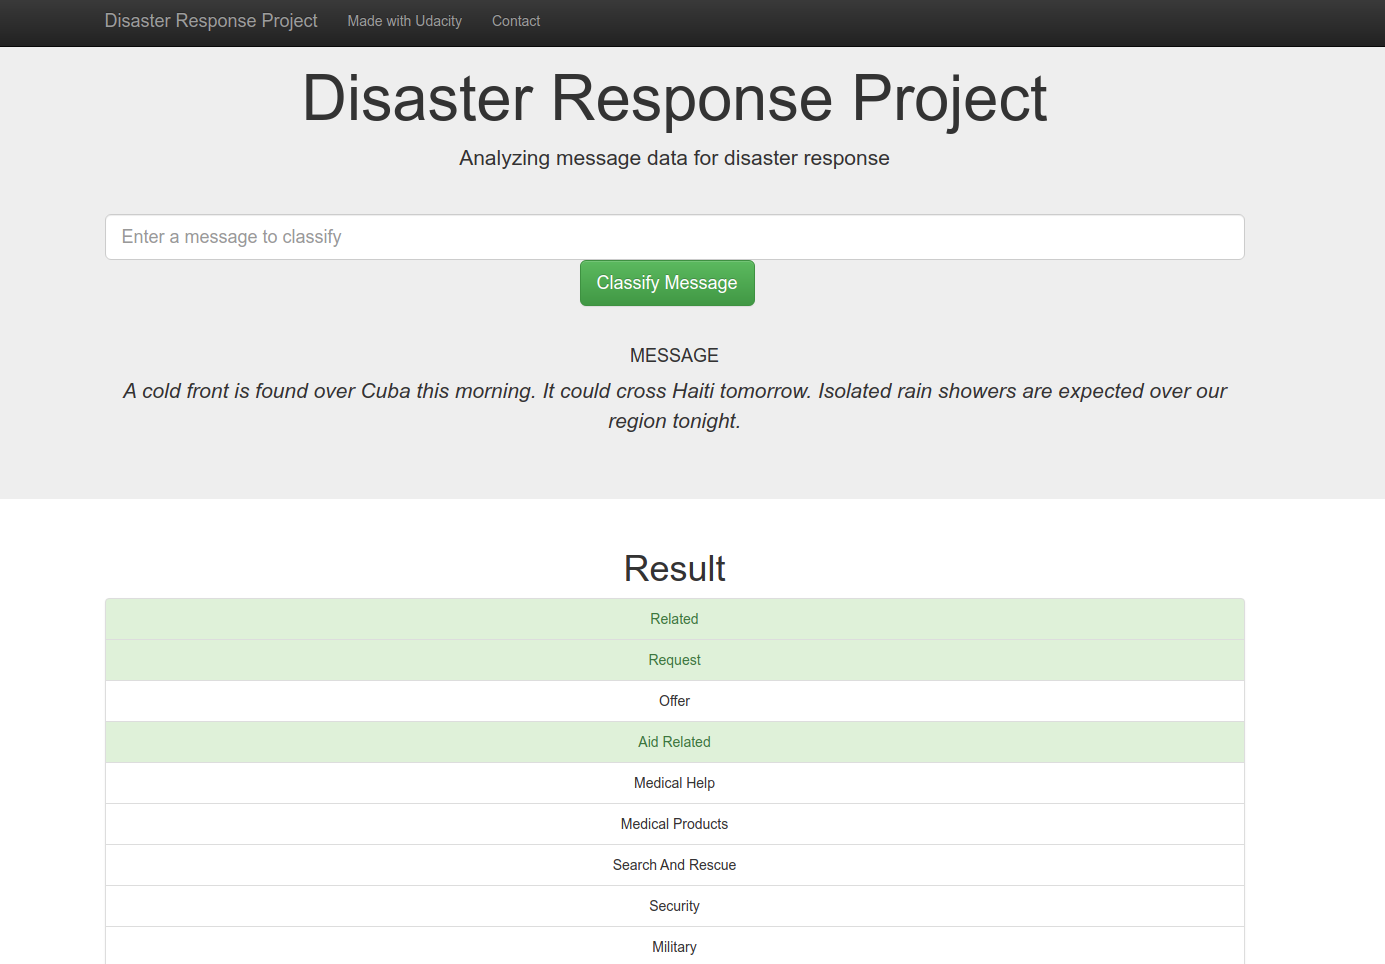 Disaster Response Project Made with Udacity Contact
Disaster Response Project
Analyzing message data for disaster response
Enter a message to classify
Classify Message
MESSAGE
A cold front is found over Cuba this morning. It could cross Haiti tomorrow. Isolated rain showers are expected over our
region tonight.
Result
Related
Request
Offer
Aid Related
Medical Help
Medical Products
Search And Rescue
Security
Military